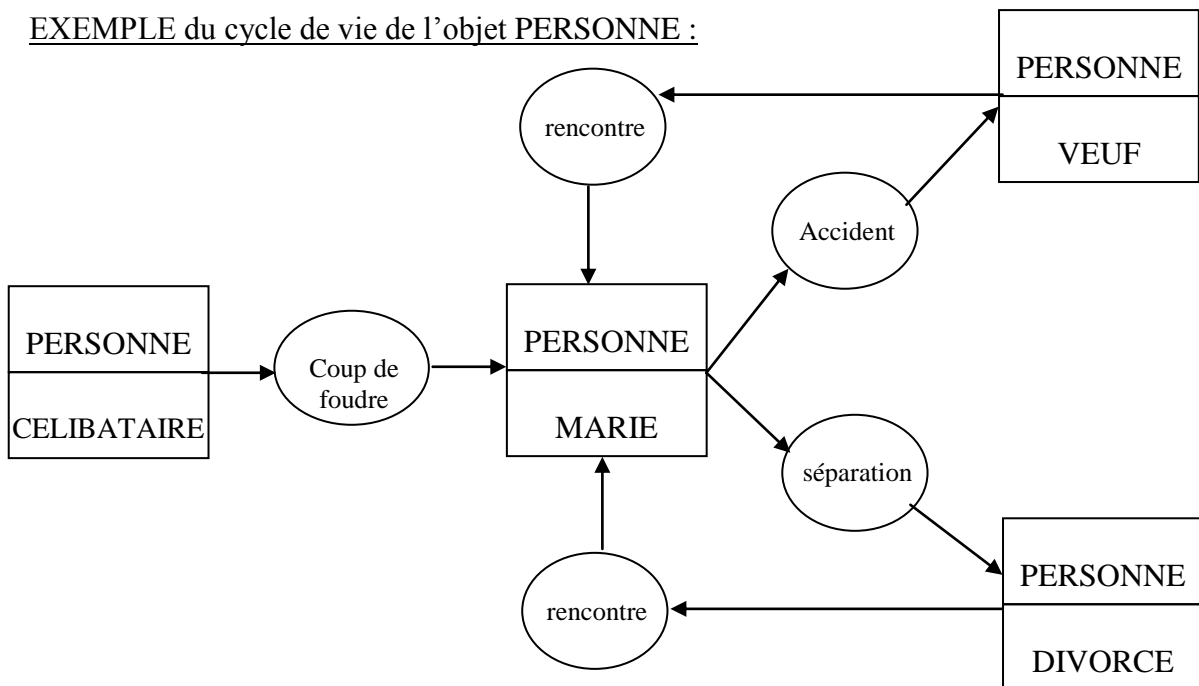 EXEMPLE du cycle de vie de l’objet PERSONNE :
PERSONNE
VEUF
rencontre
Accident
PERSONNE
CELIBATAIRE
Coup de
foudre
PERSONNE
MARIE
séparation
rencontre
PERSONNE
DIVORCE